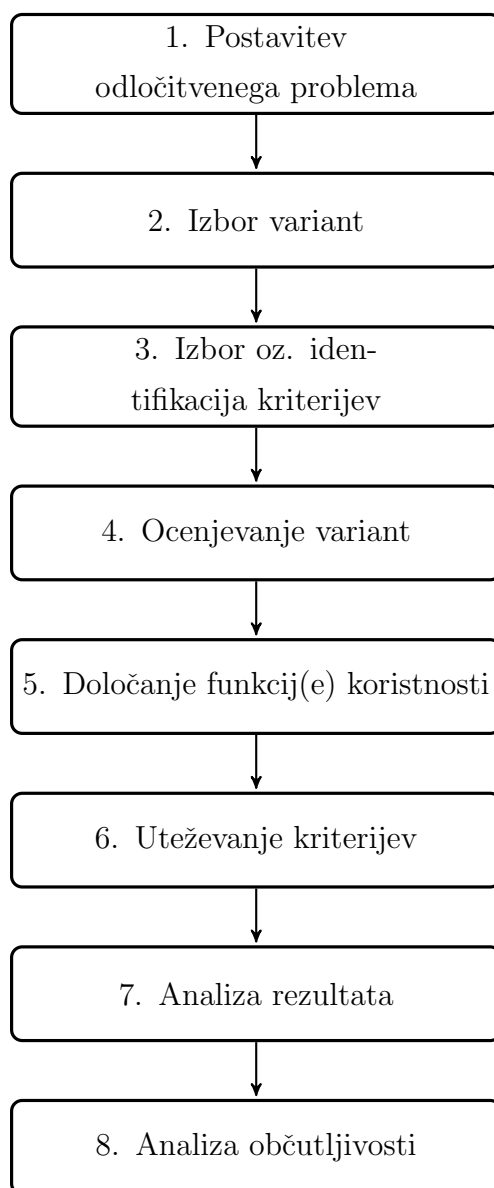 1. Postavitev
odločitvenega problema
2. Izbor variant
3. Izbor oz. iden-
tifikacija kriterijev
4. Ocenjevanje variant
5. Določanje funkcij(e) koristnosti
6. Uteževanje kriterijev
7. Analiza rezultata
8. Analiza občutljivosti